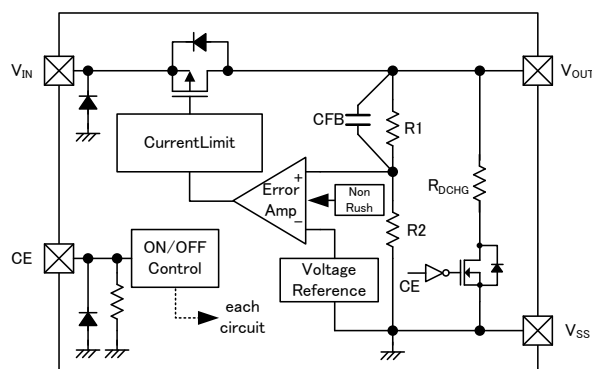 VIN
VOUT
CFB
R1
CurrentLimit
+
Error
Amp
−
Non
Rush
RDCHG
R2
CE
ON/OFF
Control
Voltage
Reference
CE
each
circuit
VSS